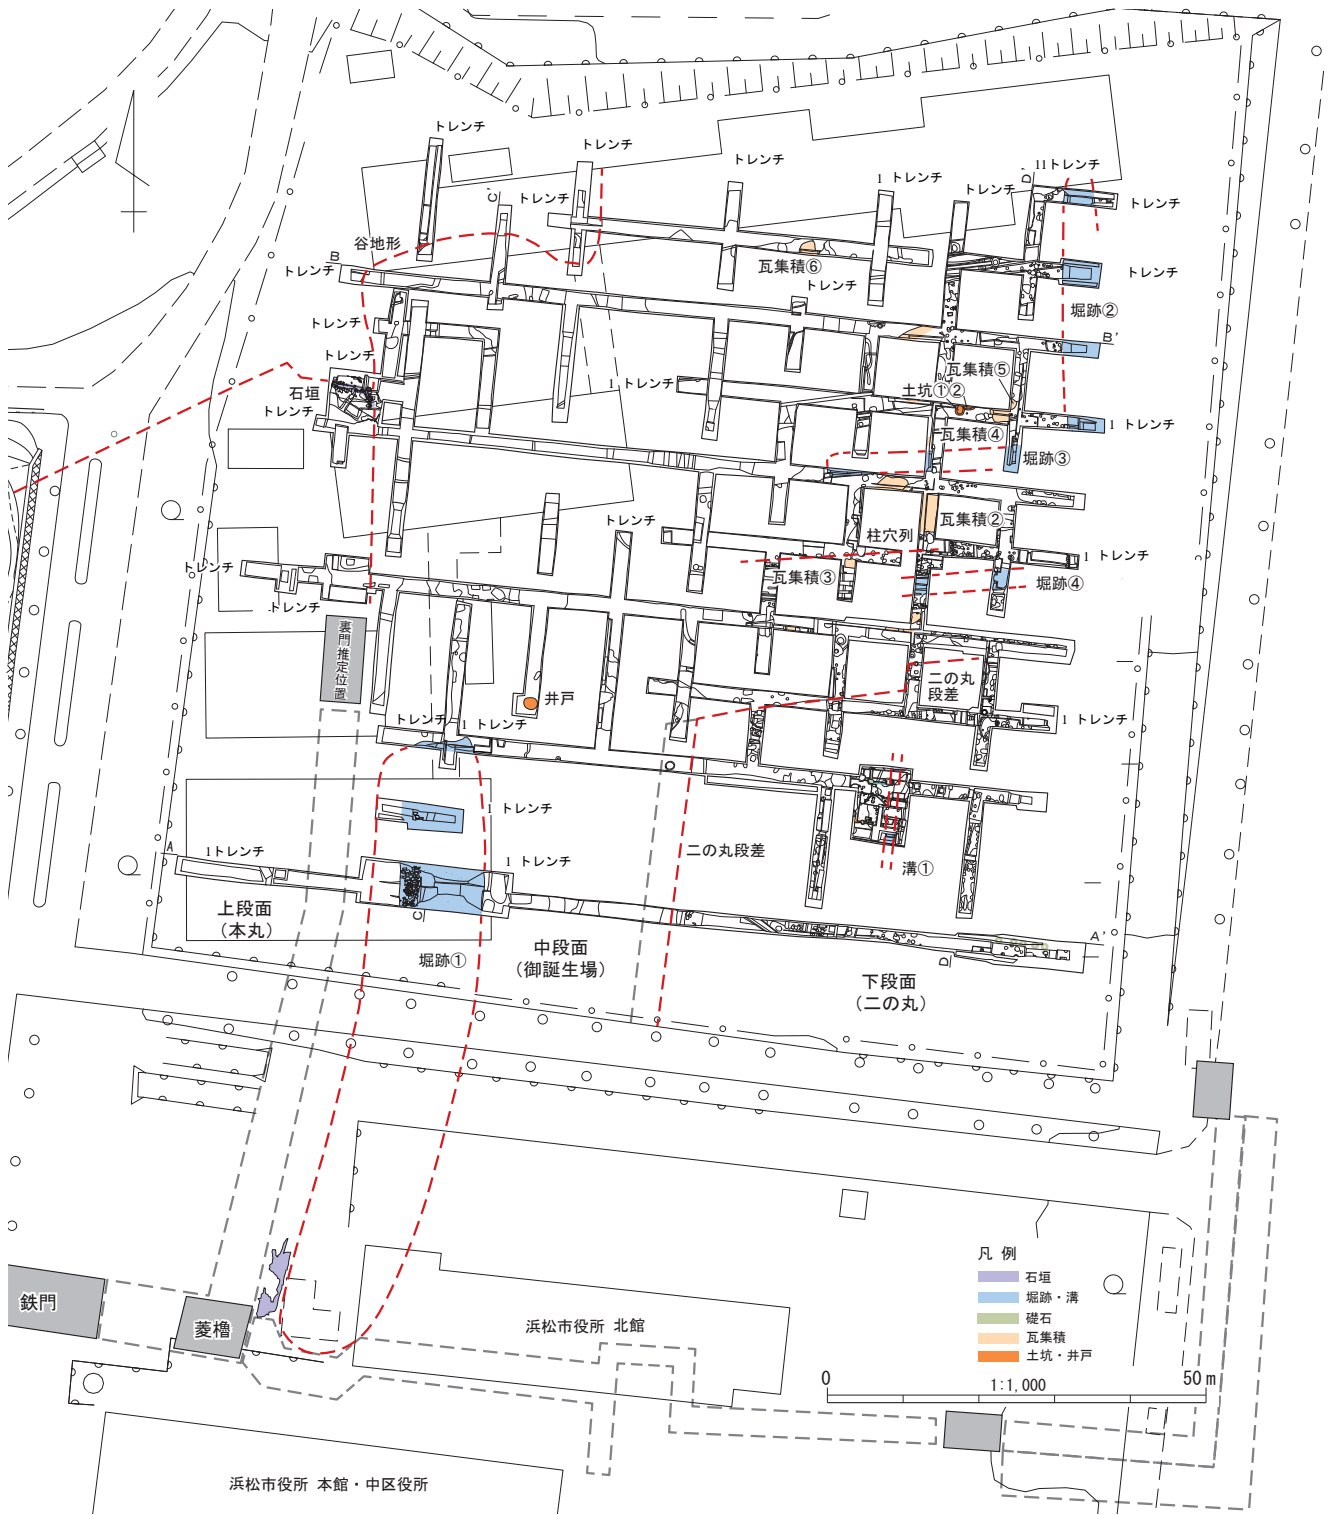 トレンチ
トレンチ
トレンチ
11トレンチ
1 トレンチ
トレンチ
トレンチ
トレンチ
D'
C'
谷地形
B
トレンチ
瓦集積⑥
トレンチ
トレンチ
堀跡②
B'
トレンチ
トレンチ
石垣
トレンチ
1 トレンチ
瓦集積⑤
土坑①・②
瓦集積④
1 トレンチ
堀跡③
トレンチ
瓦集積②
柱穴列
1 トレンチ
トレンチ
瓦集積③
堀跡④
トレンチ
裏門推定位置
二の丸
段差
井戸
トレンチ
1 トレンチ
1 トレンチ
1 トレンチ
A
1トレンチ
1 トレンチ
二の丸段差
溝①
上段面
(本丸)
C
堀跡①
中段面
(御誕生場)
A'
D
下段面
(二の丸)
鉄門
菱櫓
浜松市役所 北館
浜松市役所 本館・中区役所
凡 例
石垣
堀跡・溝
礎石
瓦集積
土坑・井戸
0
50 m
1:1,000